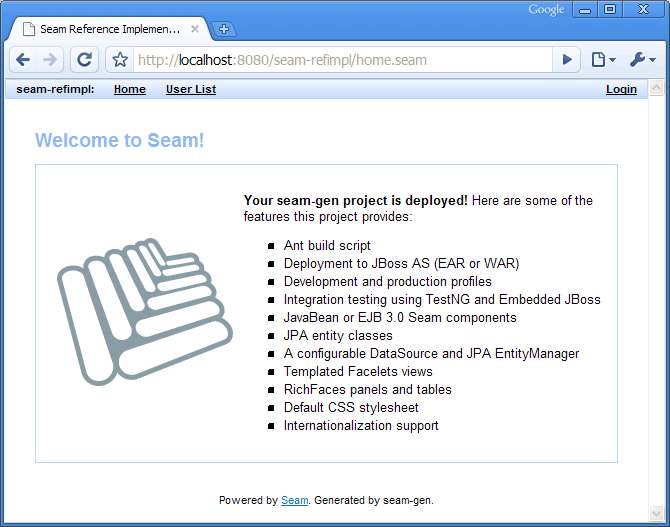 Google
Seam Reference Implemen...
http://localhost:8080/seam-refimpl/home.seam
seam-refimpl: Home User List Login
Welcome to Seam!
Your seam-gen project is deployed! Here are some of the
features this project provides:
Ant build script
Deployment to JBoss AS (EAR or WAR)
Development and production profiles
Integration testing using TestNG and Embedded JBoss
JavaBean or EJB 3.0 Seam components
JPA entity classes
A configurable DataSource and JPA EntityManager
Templated Facelets views
RichFaces panels and tables
Default CSS stylesheet
Internationalization support
Powered by Seam. Generated by seam-gen.